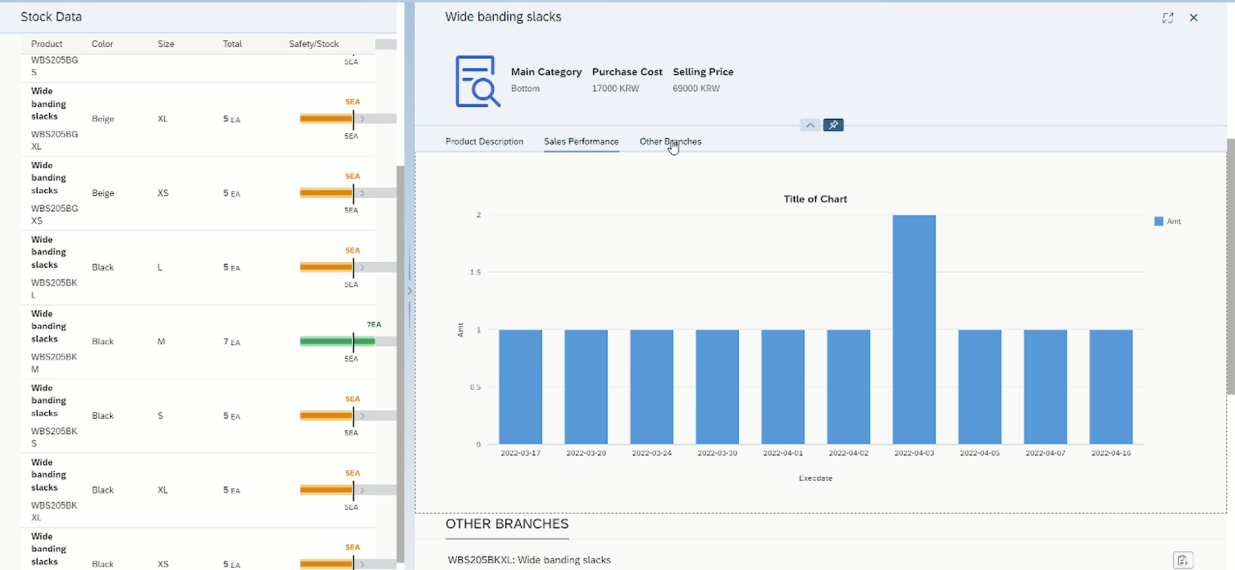 Stock Data
Product Color Size Total Safety/Stock
WBS205BG
S
5EA
Wide
banding
slacks
WBS205BG
XL
Beige XL 5 EA
5EA
5EA
Wide
banding
slacks
WBS205BG
XS
Beige XS 5 EA
5EA
5EA
Wide
banding
slacks
WBS205BK
L
Black L 5 EA
5EA
5EA
Wide
banding
slacks
WBS205BK
M
Black M 7 EA
7EA
5EA
Wide
banding
slacks
WBS205BK
S
Black S 5 EA
5EA
5EA
Wide
banding
slacks
WBS205BK
XL
Black XL 5 EA
5EA
5EA
Wide
banding
slacks
Black XS 5 EA
5EA
Wide banding slacks
Main Category Purchase Cost Selling Price
Bottom 17000 KRW 69000 KRW
Product Description Sales Performance Other Branches
Title of Chart
Amt
2
1.5
1
0.5
0
Amt
2022-03-17 2022-03-20 2022-03-24 2022-03-30 2022-04-01 2022-04-02 2022-04-03 2022-04-05 2022-04-07 2022-04-16
Execdate
OTHER BRANCHES
WBS205BKXL: Wide banding slacks